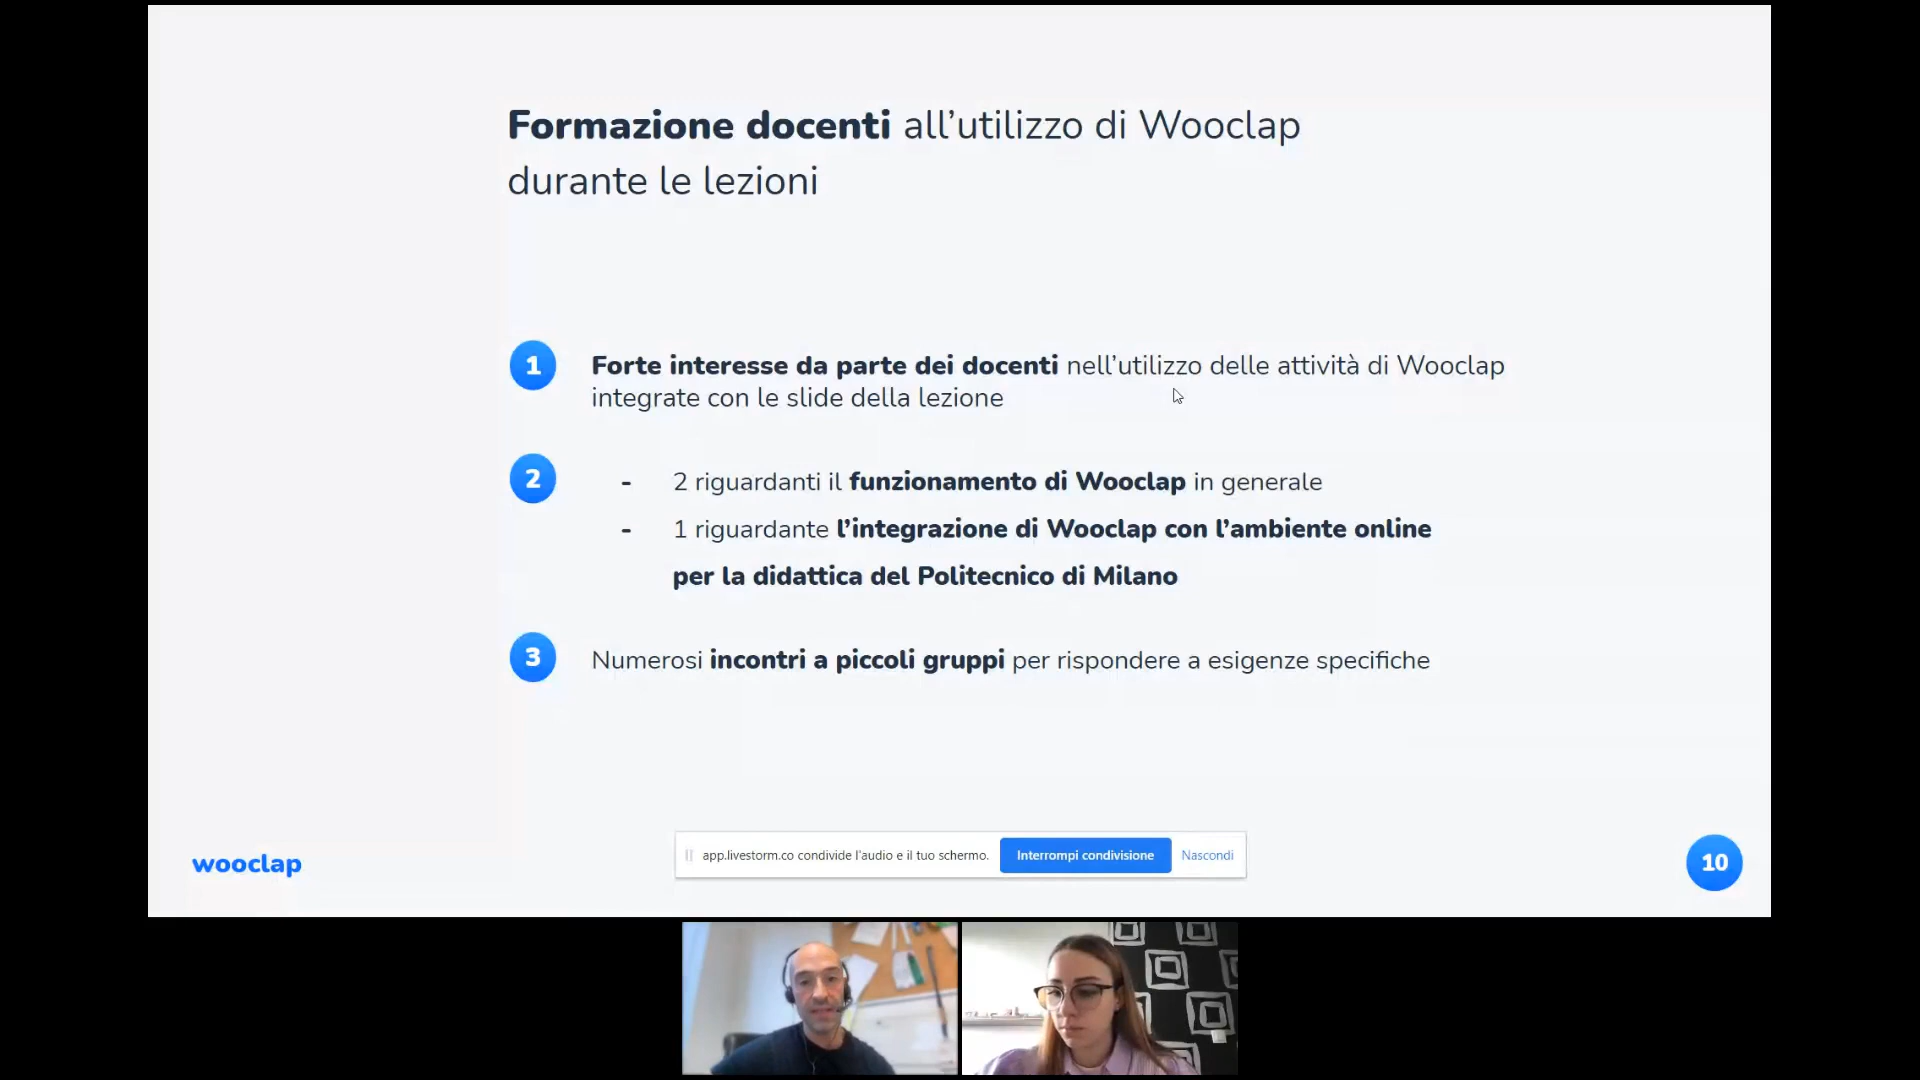 Formazione docenti all’utilizzo di Wooclap
durante le lezioni
1
Forte interesse da parte dei docenti nell’utilizzo delle attività di Wooclap
integrate con le slide della lezione
2
- 2 riguardanti il funzionamento di Wooclap in generale
- 1 riguardante l’integrazione di Wooclap con l’ambiente online
per la didattica del Politecnico di Milano
3
Numerosi incontri a piccoli gruppi per rispondere a esigenze specifiche
wooclap
app.livestorm.co condivide l'audio e il tuo schermo.
Interrompi condivisione
Nascondi
10